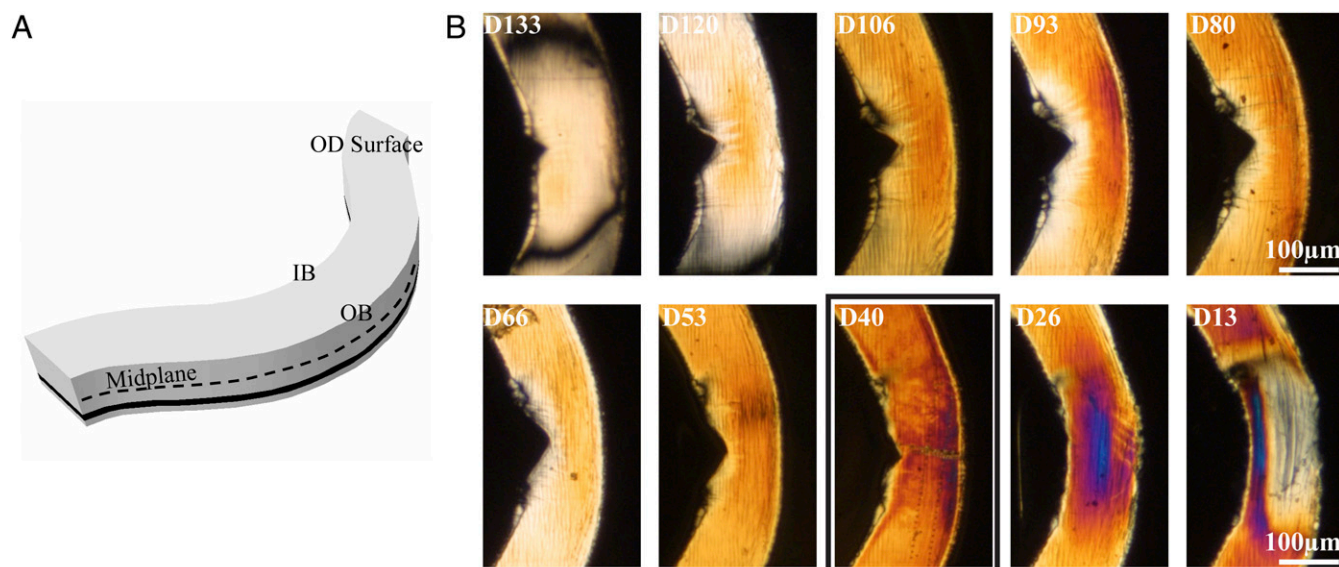 A
OD Surface
IB
OB
Midplane
B
D133
D120
D106
D93
D80
100μm
D66
D53
D40
D26
D13
100μm